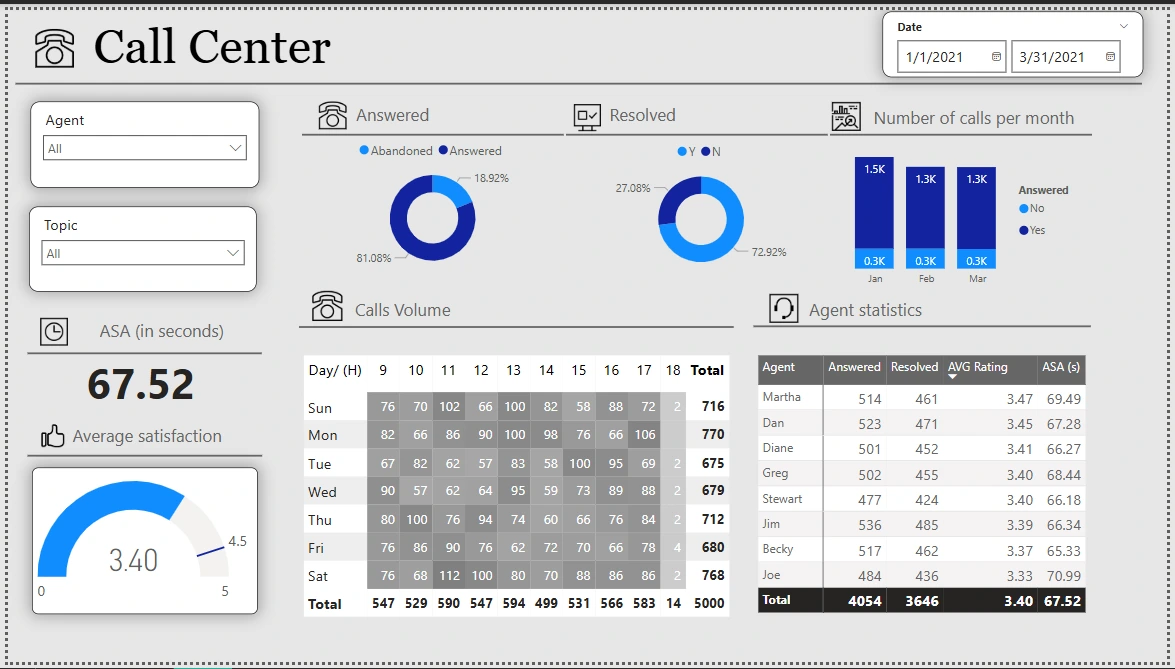 Call Center
Date
1/1/2021
3/31/2021
Agent
All
Topic
All
ASA (in seconds)
67.52
Average satisfaction
3.40
4.5
0
5
Answered
Abandoned Answered
18.92%
81.08%
Resolved
Y N
27.08%
72.92%
Number of calls per month
1.5K 1.3K 1.3K
0.3K 0.3K 0.3K
Jan Feb Mar
Answered
No
Yes
Calls Volume
Day/ (H) 9 10 11 12 13 14 15 16 17 18 Total
Sun 76 70 102 66 100 82 58 88 72 2 716
Mon 82 66 86 90 100 98 76 66 106 770
Tue 67 82 62 57 83 58 100 95 69 2 675
Wed 90 57 62 64 95 59 73 89 88 2 679
Thu 80 100 76 94 74 60 66 76 84 2 712
Fri 76 86 90 76 62 72 70 66 78 4 680
Sat 76 68 112 100 80 70 88 86 86 2 768
Total 547 529 590 547 594 499 531 566 583 14 5000
Agent statistics
Agent Answered Resolved AVG Rating ASA (s)
Martha 514 461 3.47 69.49
Dan 523 471 3.45 67.28
Diane 501 452 3.41 66.27
Greg 502 455 3.40 68.44
Stewart 477 424 3.40 66.18
Jim 536 485 3.39 66.34
Becky 517 462 3.37 65.33
Joe 484 436 3.33 70.99
Total 4054 3646 3.40 67.52